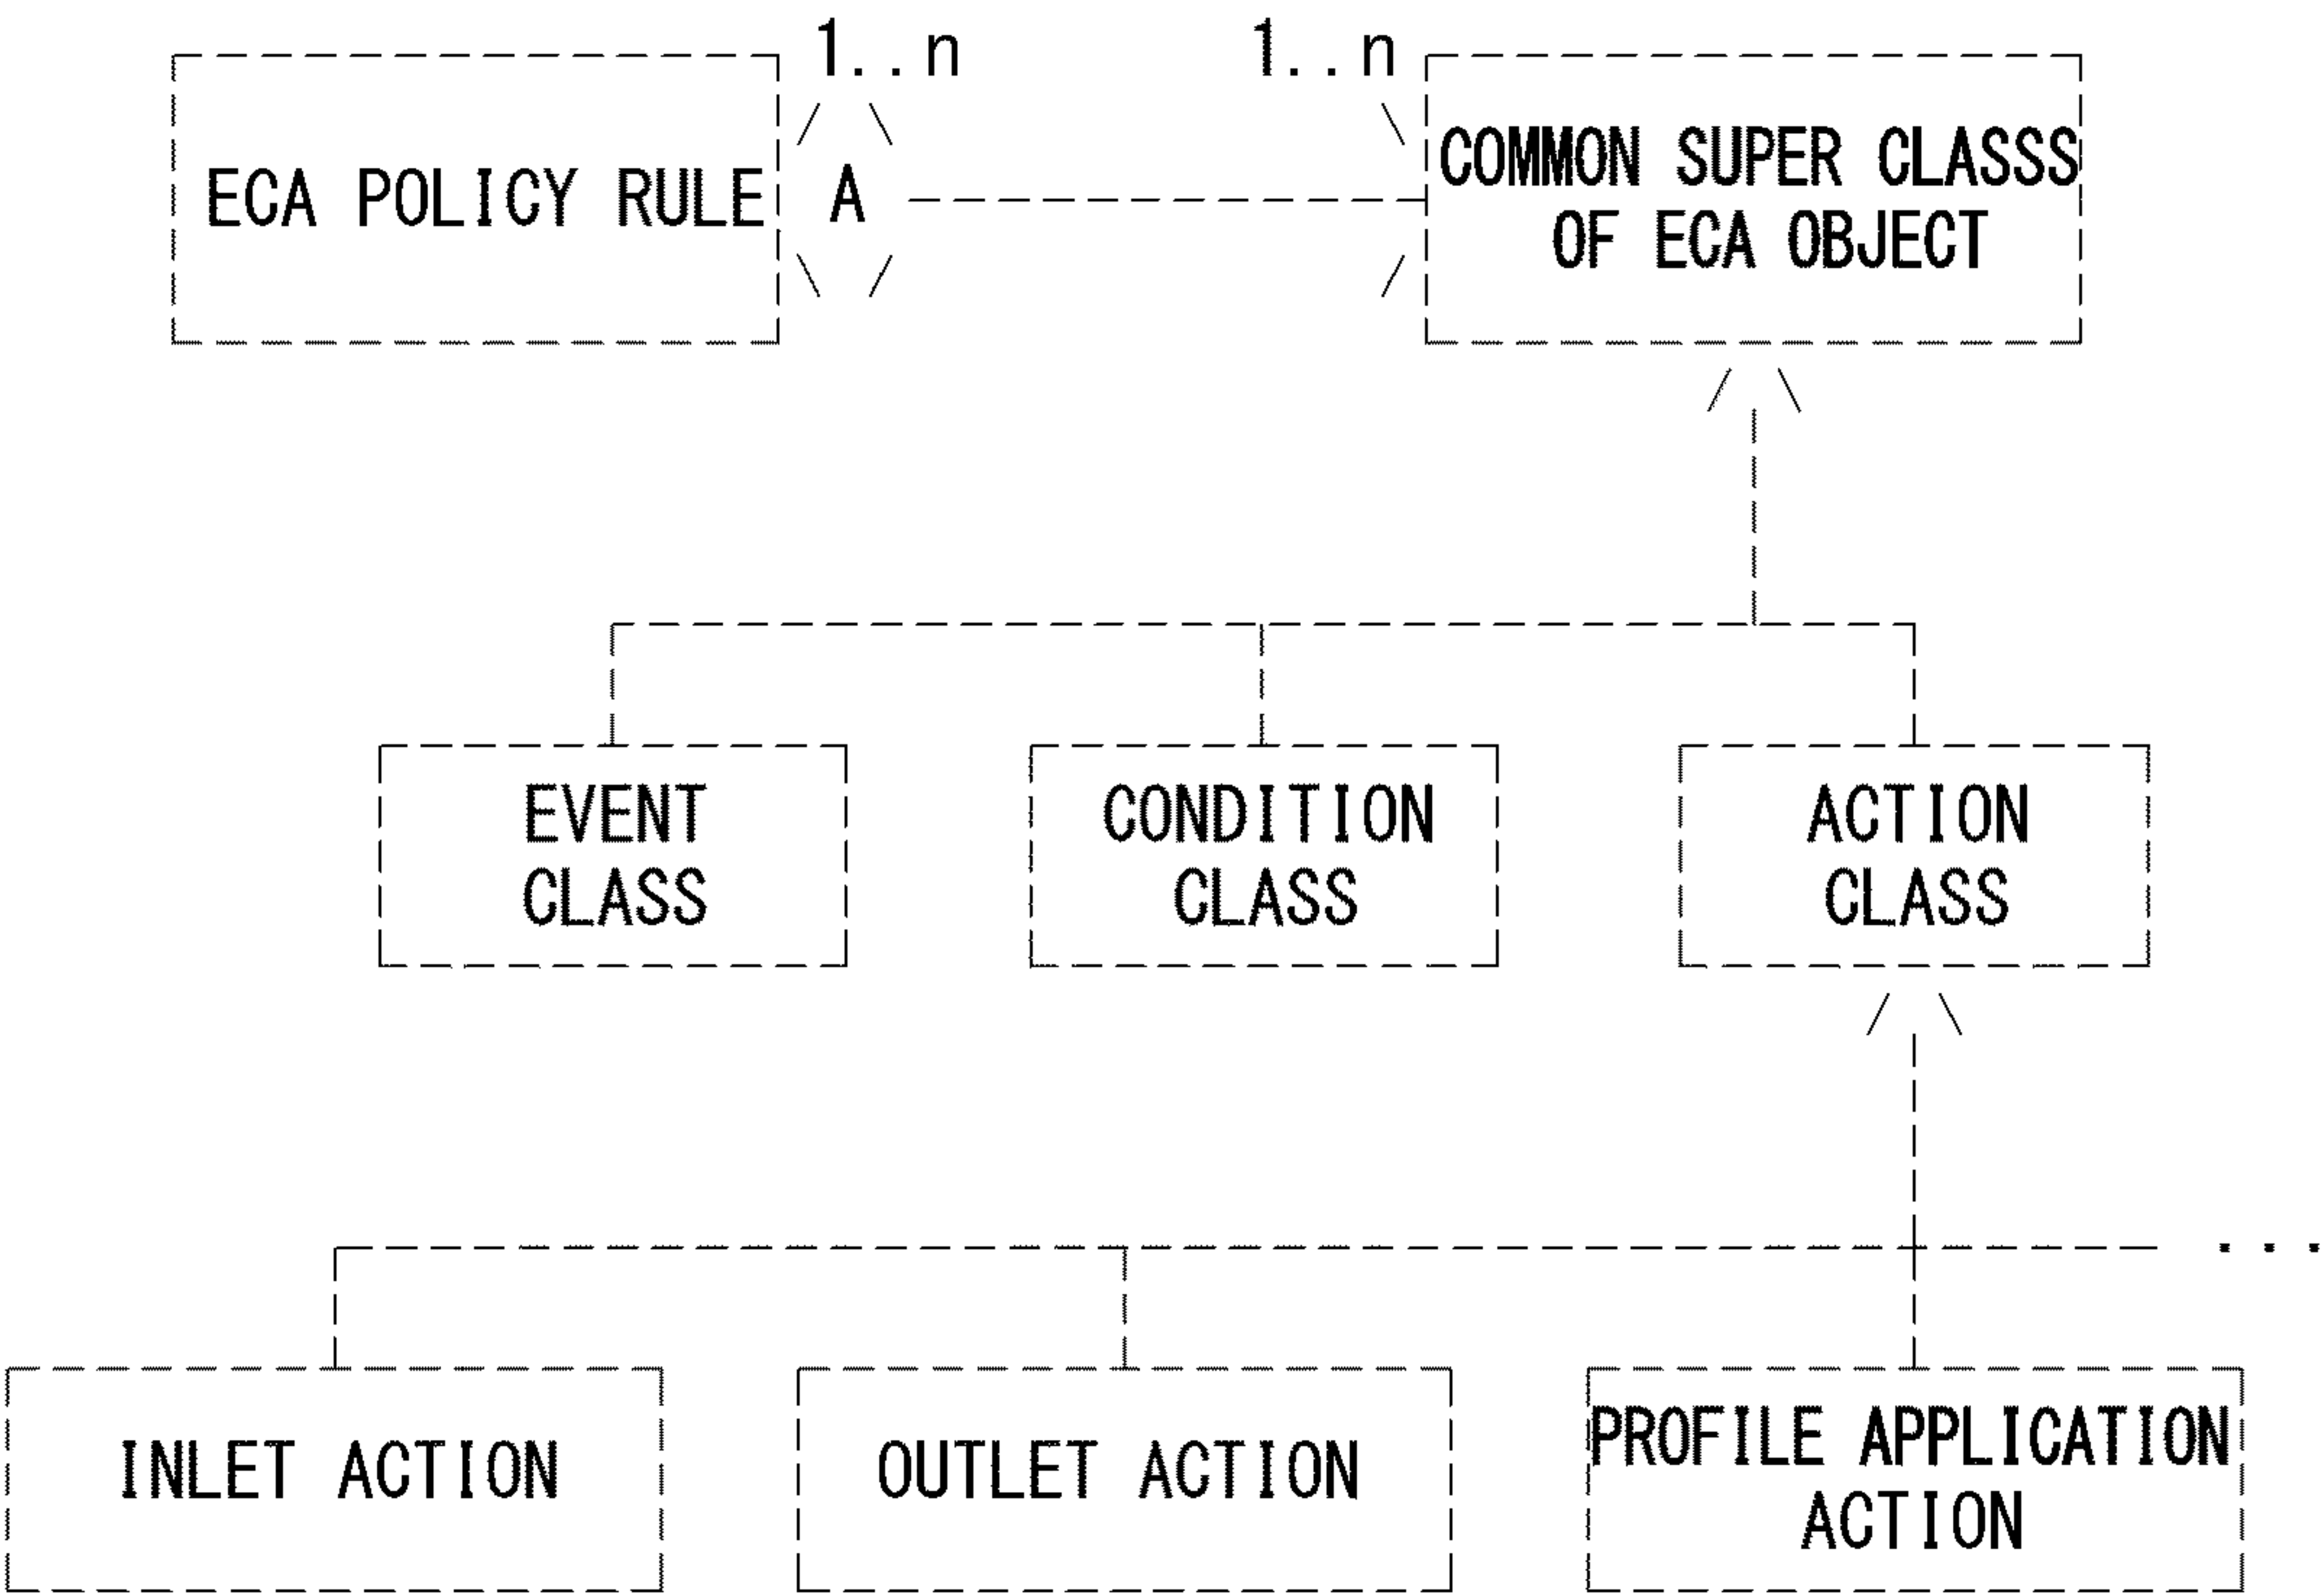 1..n
1..n
ECA POLICY RULE
A
COMMON SUPER CLASSS
OF ECA OBJECT
EVENT
CLASS
CONDITION
CLASS
ACTION
CLASS
...
INLET ACTION
OUTLET ACTION
PROFILE APPLICATION
ACTION